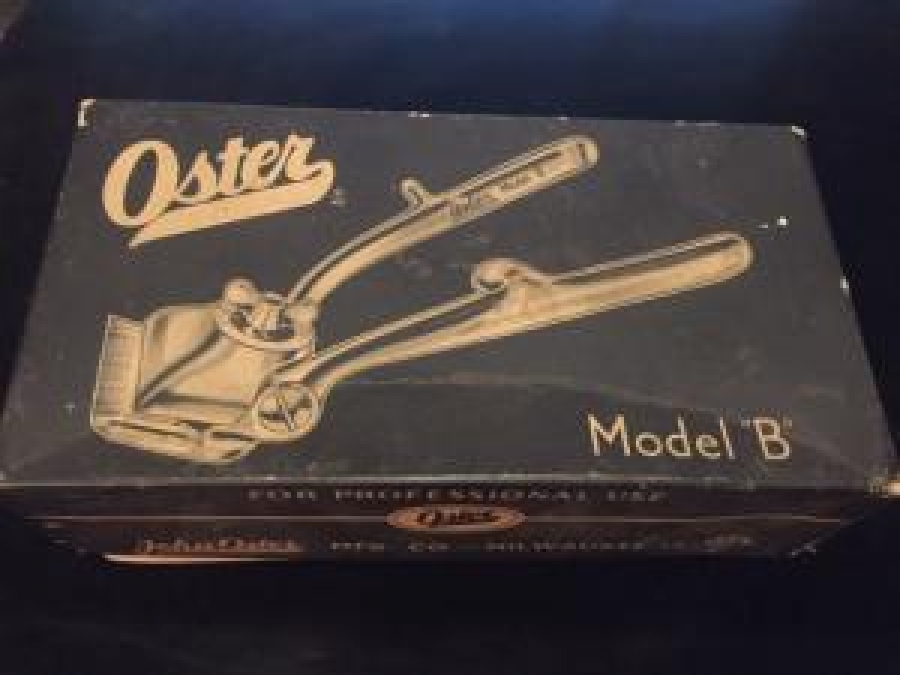 Oster
Model "B"
FOR PROFESSIONAL USE
Oster
John Oster MFG. CO. MILWAUKEE